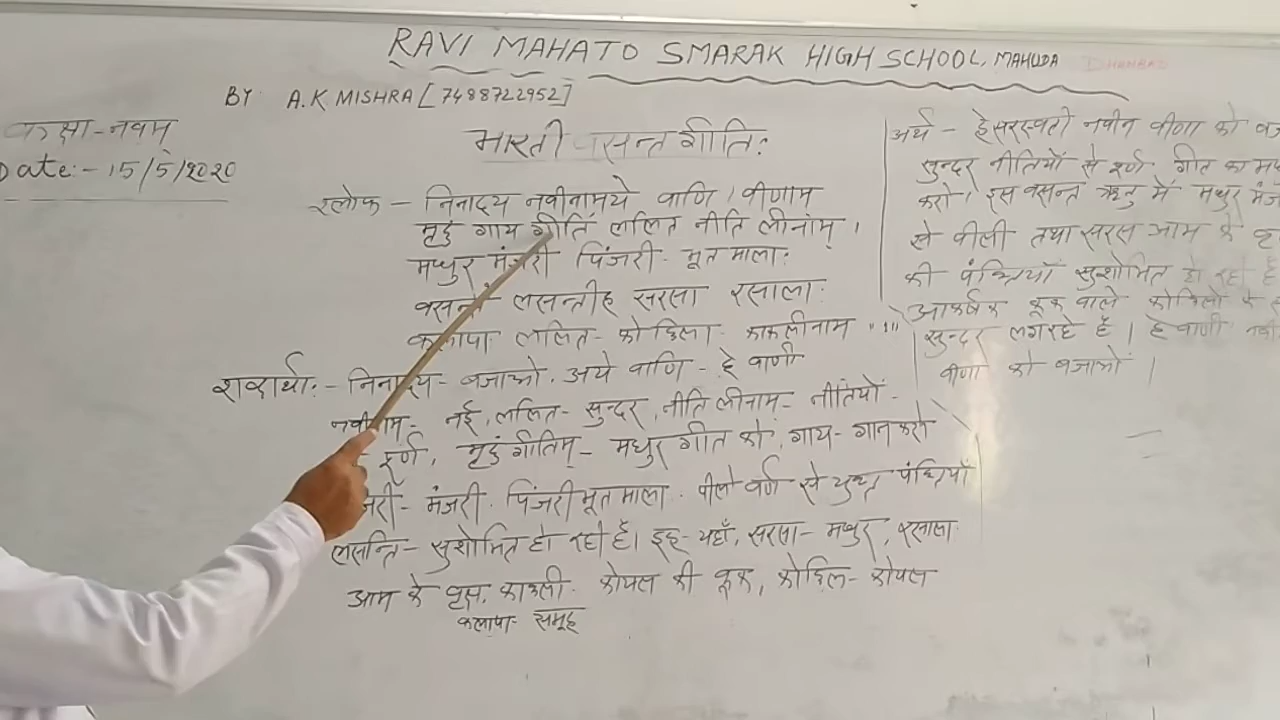 RAVI MAHATO SMARAK HIGH SCHOOL, MAHUDA DHANBAD
BY A.K MISHRA [7488722952]
कक्षा - नवम्
Date:- 15/5/2020
भारती वसन्त गीति:
श्लोक - निनादय नवीनामये वाणि । वीणाम
मृदुं गाय गीतिं ललित नीति लीनाम् ।
मधुर मंजरी पिंजरी भूत माला:
वसन्ते लसन्तीह सरसा रसाला:
कलापा: ललित - कोकिला काकलीनाम "1"
शब्दार्था: - निनादय - बजाओ, अये वाणि - हे वाणी
नवीनाम् - नई, ललित - सुन्दर, नीति लीनाम् - नीतियों -
पूर्ण, मृदुं गीतिम् - मधुर गीत को, गाय - गान करो
मंजरी. पिंजरी भूत माला. पीले वर्ण से युक्त पंक्तियाँ
लसन्ति - सुशोभित हो रही हैं। इह - यहाँ, सरसा - मधुर, रसाला:
आम के वृक्ष, काकली. कोयल की कूक, कोकिल - कोयल
कलापा - समूह
अर्थ - हे सरस्वती नवीन वीणा को
सुन्दर नीतियों से पूर्ण गीत का
करो। इस वसन्त ऋतु में मधुर
से पीली तथा सरस आम के
की पंक्तियाँ सुशोभित हो रही हैं
आकर्षक कूक वाले कोकिलों के
सुन्दर लग रहे हैं । हे वाणी
वीणा को बजाओ ।